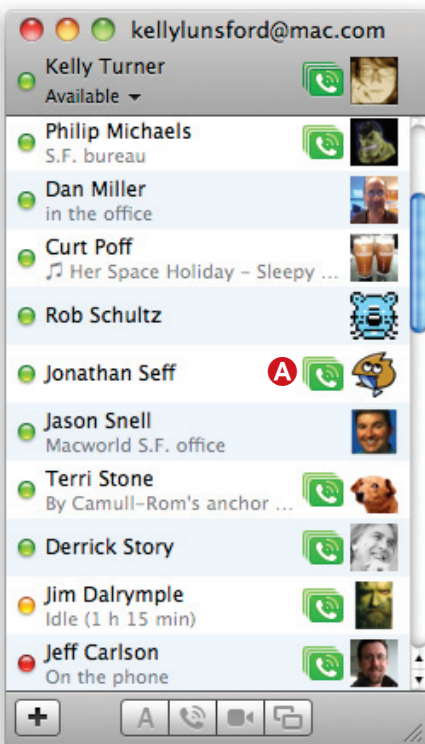 kellylunsford@mac.com
Kelly Turner
Available
Philip Michaels
S.F. bureau
Dan Miller
in the office
Curt Poff
♫ Her Space Holiday – Sleepy ...
Rob Schultz
Jonathan Seff
A
Jason Snell
Macworld S.F. office
Terri Stone
By Camull-Rom's anchor ...
Derrick Story
Jim Dalrymple
Idle (1 h 15 min)
Jeff Carlson
On the phone
A